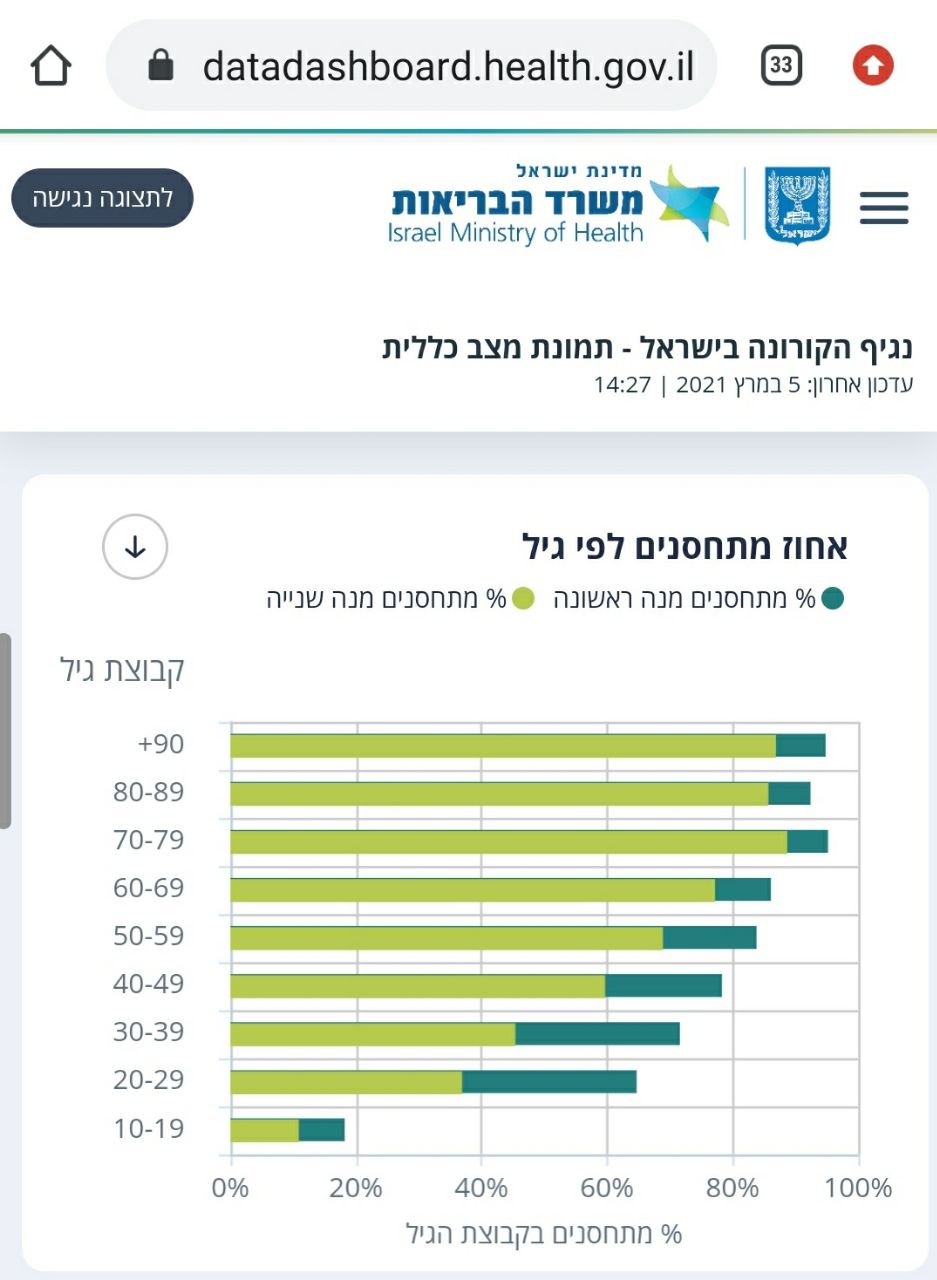 datadashboard.health.gov.il
33
לתצוגה נגישה
מדינת ישראל
משרד הבריאות
Israel Ministry of Health
ישראל
נגיף הקורונה בישראל - תמונת מצב כללית
עדכון אחרון: 5 במרץ 2021 | 14:27
אחוז מתחסנים לפי גיל
% מתחסנים מנה ראשונה % מתחסנים מנה שנייה
קבוצת גיל
+90
80-89
70-79
60-69
50-59
40-49
30-39
20-29
10-19
0% 20% 40% 60% 80% 100%
% מתחסנים בקבוצת הגיל